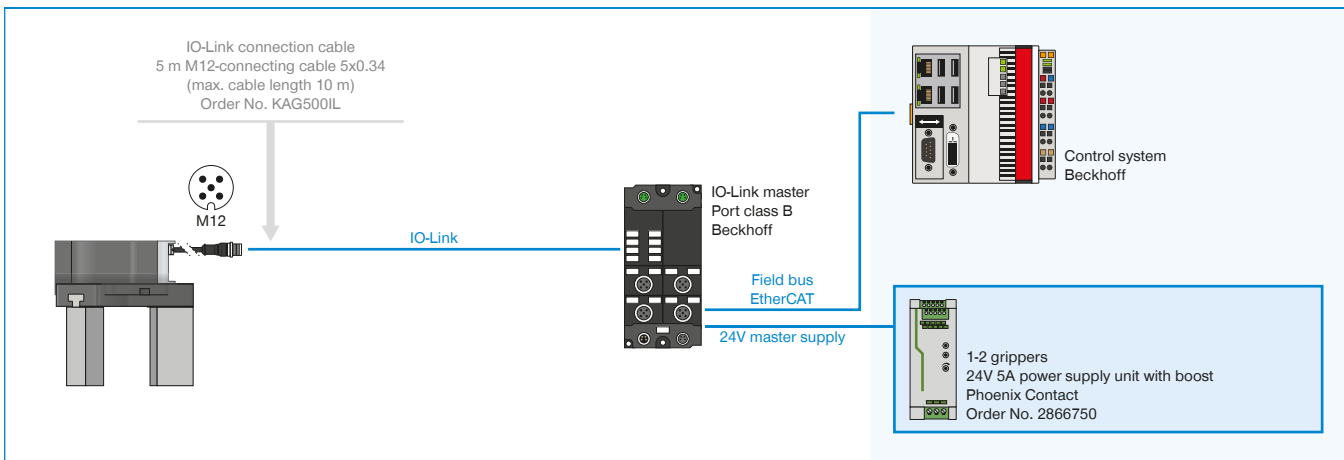 IO-Link connection cable
5 m M12-connecting cable 5x0.34
(max. cable length 10 m)
Order No. KAG500IL
M12
IO-Link
IO-Link master
Port class B
Beckhoff
Control system
Beckhoff
Field bus
EtherCAT
24V master supply
1-2 grippers
24V 5A power supply unit with boost
Phoenix Contact
Order No. 2866750